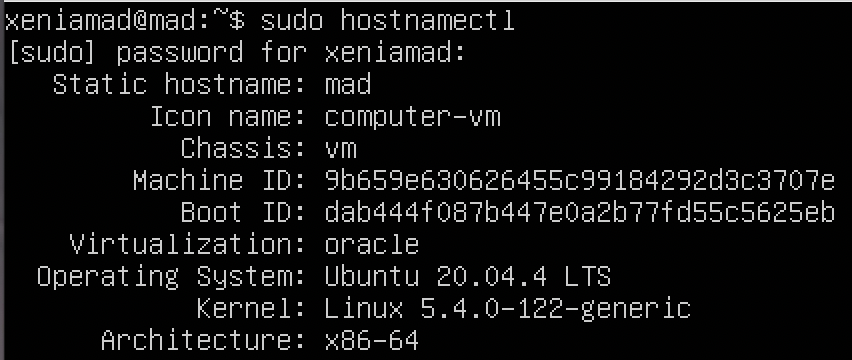 xeniamad@mad:~$ sudo hostnamectl
[sudo] password for xeniamad:
Static hostname: mad
Icon name: computer-vm
Chassis: vm
Machine ID: 9b659e630626455c99184292d3c3707e
Boot ID: dab444f087b447e0a2b77fd55c5625eb
Virtualization: oracle
Operating System: Ubuntu 20.04.4 LTS
Kernel: Linux 5.4.0-122-generic
Architecture: x86-64